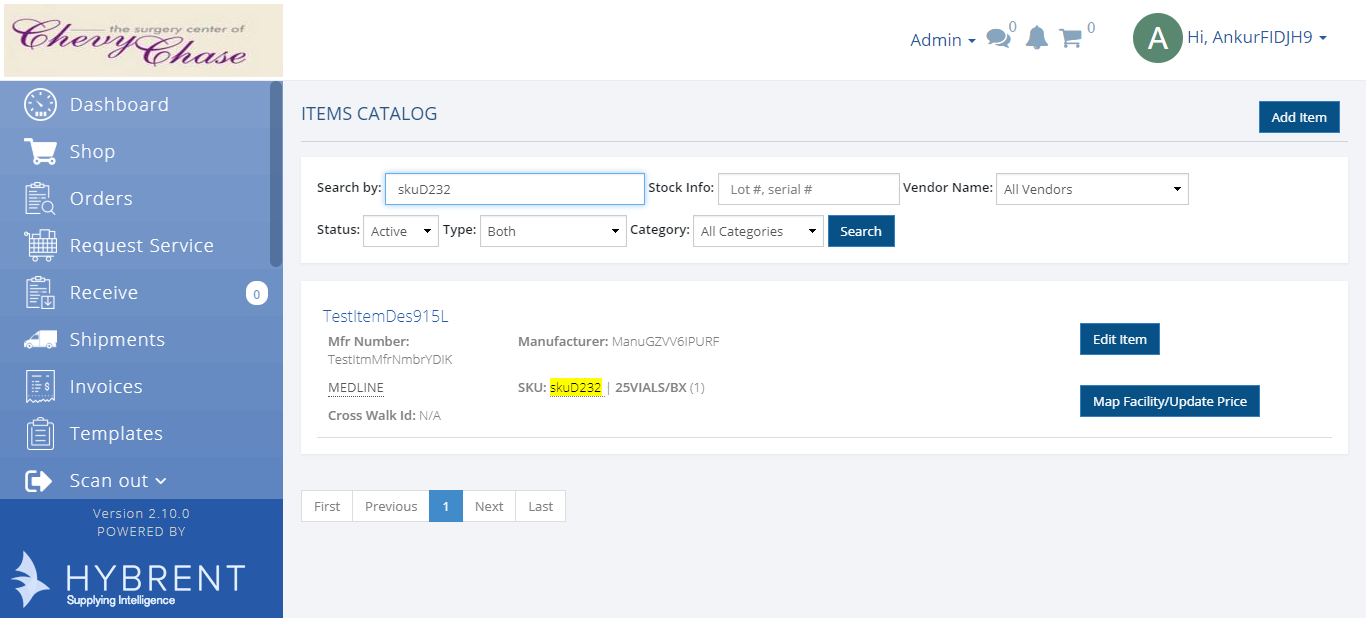 the surgery center of
Chevy Chase
Admin
0
0
A
Hi, AnkurFIDJH9
Dashboard
Shop
Orders
Request Service
Receive
0
Shipments
Invoices
Templates
Scan out
Version 2.10.0
POWERED BY
HYBRENT
Supplying Intelligence
ITEMS CATALOG
Add Item
Search by: skuD232 Stock Info: Lot #, serial # Vendor Name: All Vendors
Status: Active Type: Both Category: All Categories Search
TestItemDes915L
Mfr Number: Manufacturer: ManuGZVV6IPURF
TestItmMfrNmbrYDIK
Edit Item
MEDLINE SKU: skuD232 | 25VIALS/BX (1)
Map Facility/Update Price
Cross Walk Id: N/A
First Previous 1 Next Last